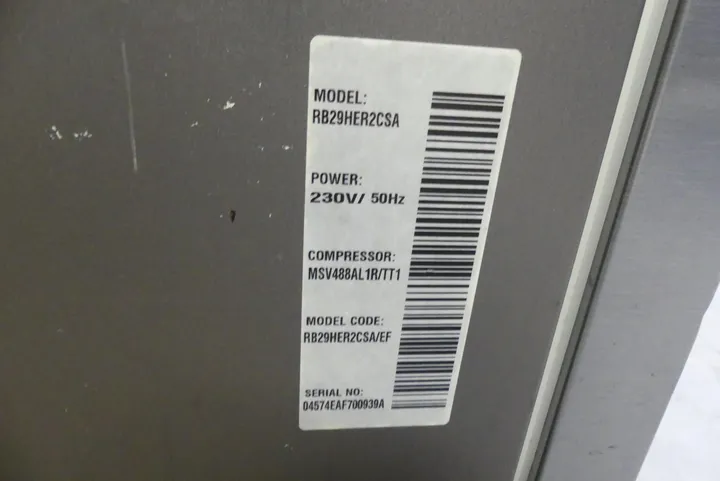 MODEL:
RB29HER2CSA
POWER:
230V/ 50Hz
COMPRESSOR:
MSV488AL1R/TT1
MODEL CODE:
RB29HER2CSA/EF
SERIAL NO:
04574EAF700939A